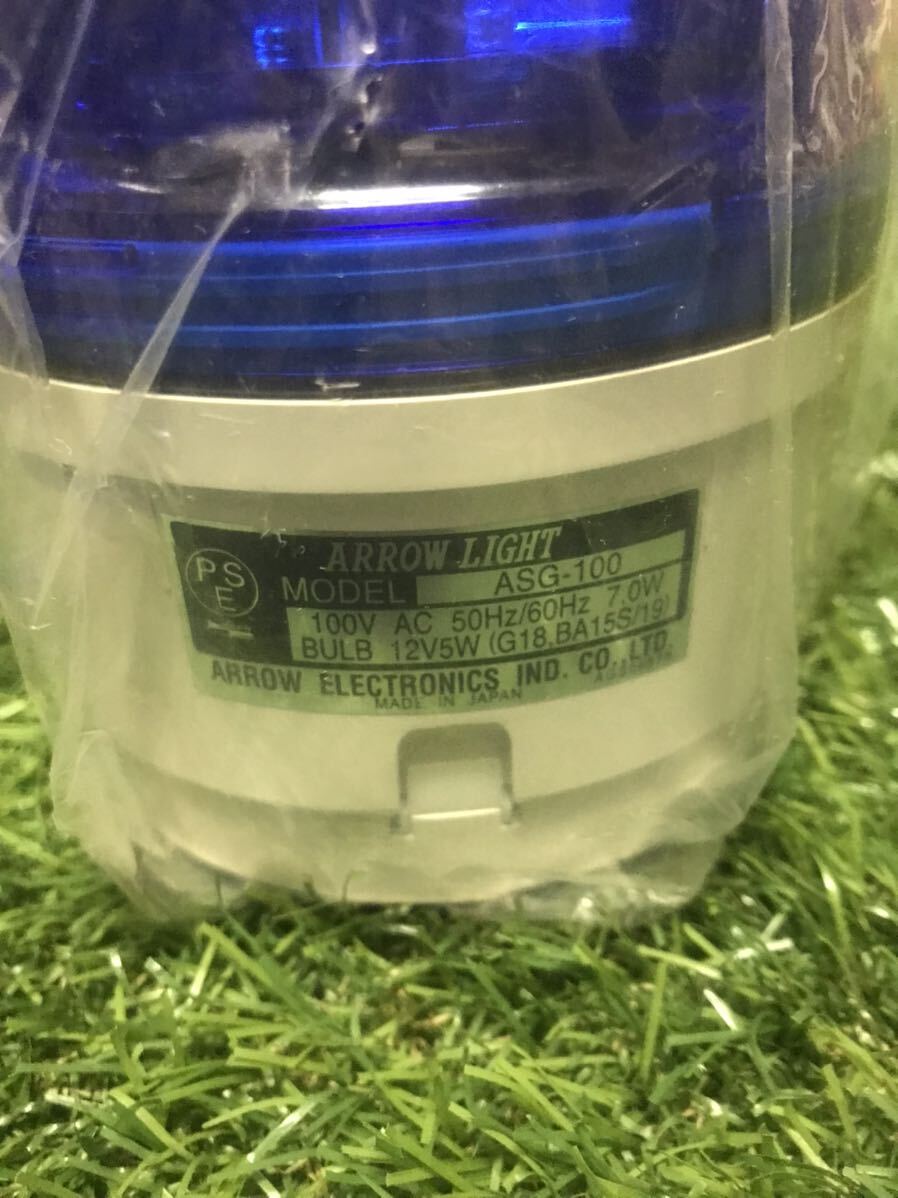 ARROW LIGHT
PSE
MODEL ASG-100
100V AC 50Hz/60Hz 7.0W
BULB 12V5W (G18,BA15S/19)
ARROW ELECTRONICS IND. CO., LTD.
MADE IN JAPAN